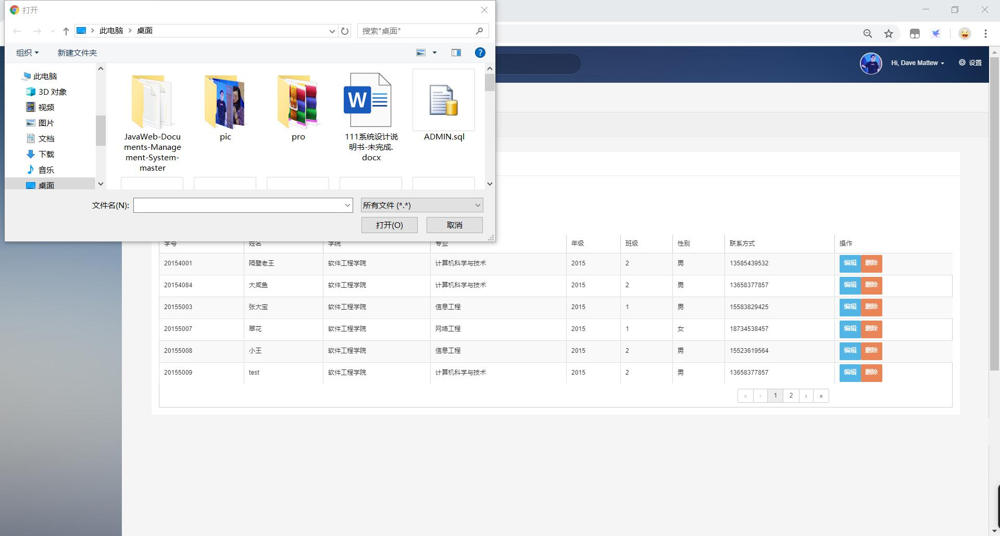 打开
此电脑 > 桌面
搜索"桌面"
组织
新建文件夹
此电脑
3D 对象
视频
图片
文档
下载
音乐
桌面
JavaWeb-Docu
ments-Manage
ment-System-
master
pic
pro
111系统设计说
明书-未完成.
docx
ADMIN.sql
文件名(N):
所有文件 (*.*)
打开(O)
取消
Hi, Dave Mattew
设置
学号 姓名 学院 专业 年级 班级 性别 联系方式 操作
20154001 隔壁老王 软件工程学院 计算机科学与技术 2015 2 男 13585439532 编辑 删除
20154084 大咸鱼 软件工程学院 计算机科学与技术 2015 2 男 13658377857 编辑 删除
20155003 张大宝 软件工程学院 信息工程 2015 1 男 15583829425 编辑 删除
20155007 翠花 软件工程学院 网络工程 2015 1 女 18734538457 编辑 删除
20155008 小王 软件工程学院 信息工程 2015 2 男 15523619564 编辑 删除
20155009 test 软件工程学院 计算机科学与技术 2015 2 男 13658377857 编辑 删除
« ‹ 1 2 › »